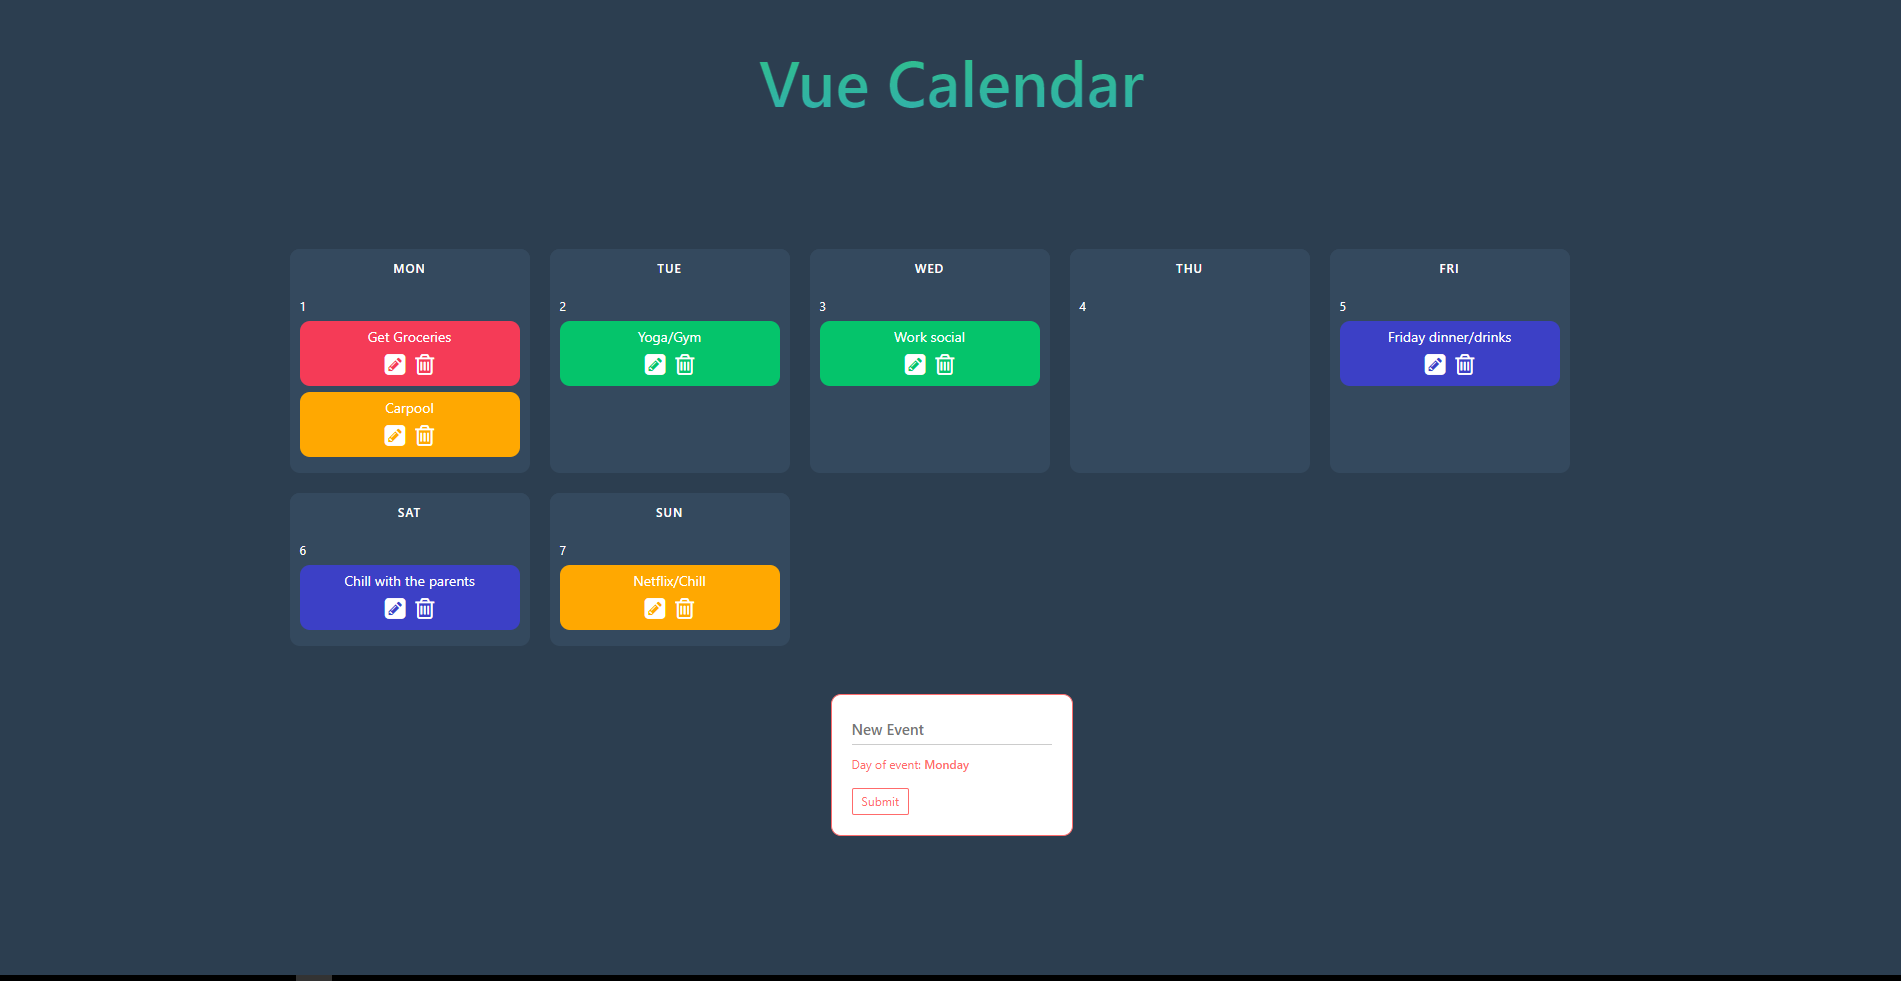 Vue Calendar
MON
1
Get Groceries
Carpool
TUE
2
Yoga/Gym
WED
3
Work social
THU
4
FRI
5
Friday dinner/drinks
SAT
6
Chill with the parents
SUN
7
Netflix/Chill
New Event
Day of event: Monday
Submit